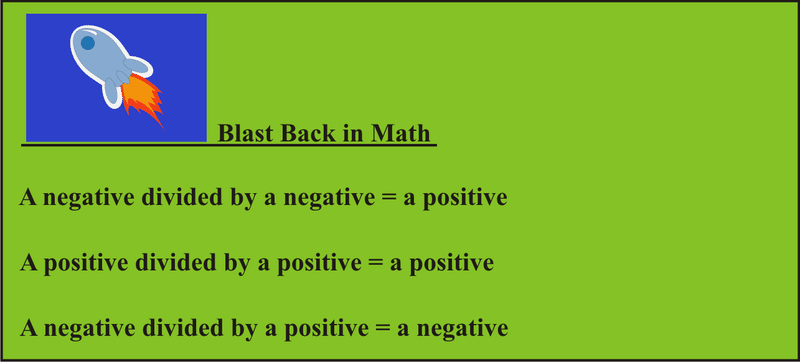 Blast Back in Math
A negative divided by a negative = a positive
A positive divided by a positive = a positive
A negative divided by a positive = a negative